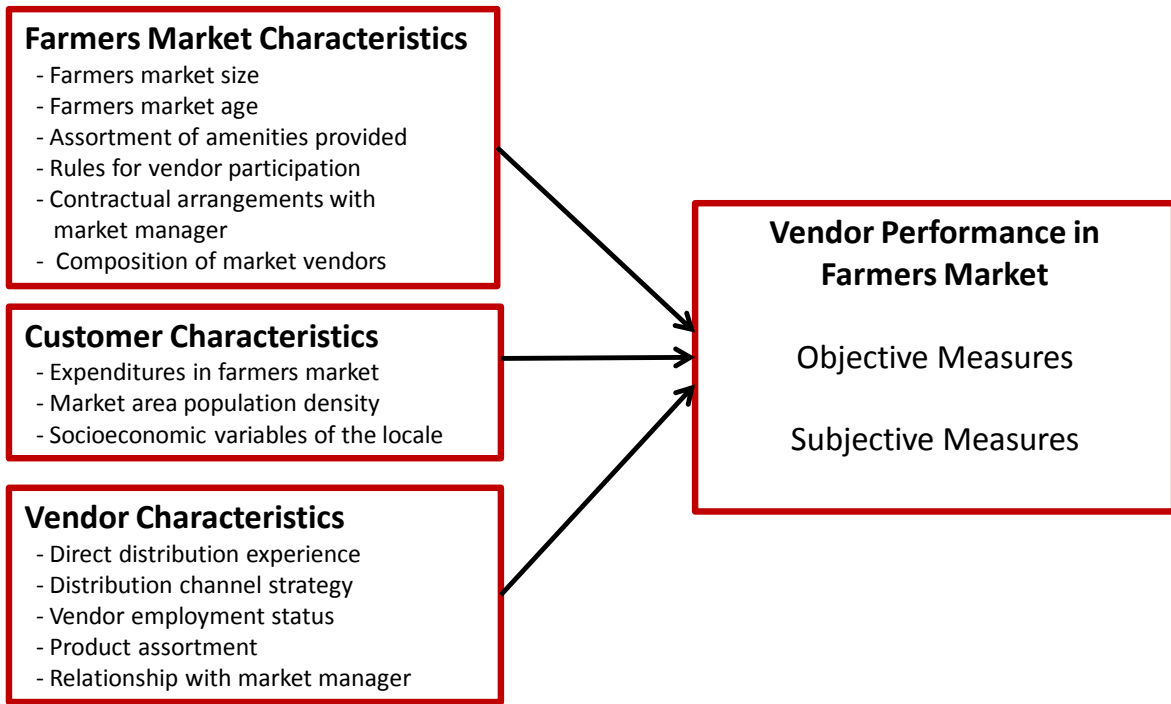 Farmers Market Characteristics
- Farmers market size
- Farmers market age
- Assortment of amenities provided
- Rules for vendor participation
- Contractual arrangements with
market manager
- Composition of market vendors
Customer Characteristics
- Expenditures in farmers market
- Market area population density
- Socioeconomic variables of the locale
Vendor Characteristics
- Direct distribution experience
- Distribution channel strategy
- Vendor employment status
- Product assortment
- Relationship with market manager
Vendor Performance in
Farmers Market
Objective Measures
Subjective Measures